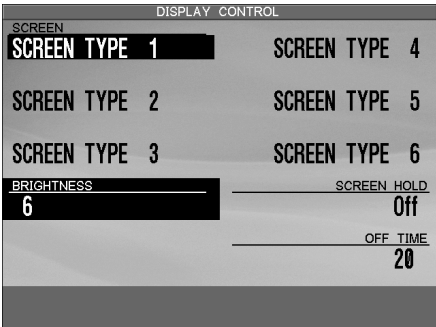 DISPLAY CONTROL
SCREEN
SCREEN TYPE 1
SCREEN TYPE 4
SCREEN TYPE 2
SCREEN TYPE 5
SCREEN TYPE 3
SCREEN TYPE 6
BRIGHTNESS
6
SCREEN HOLD
Off
OFF TIME
20